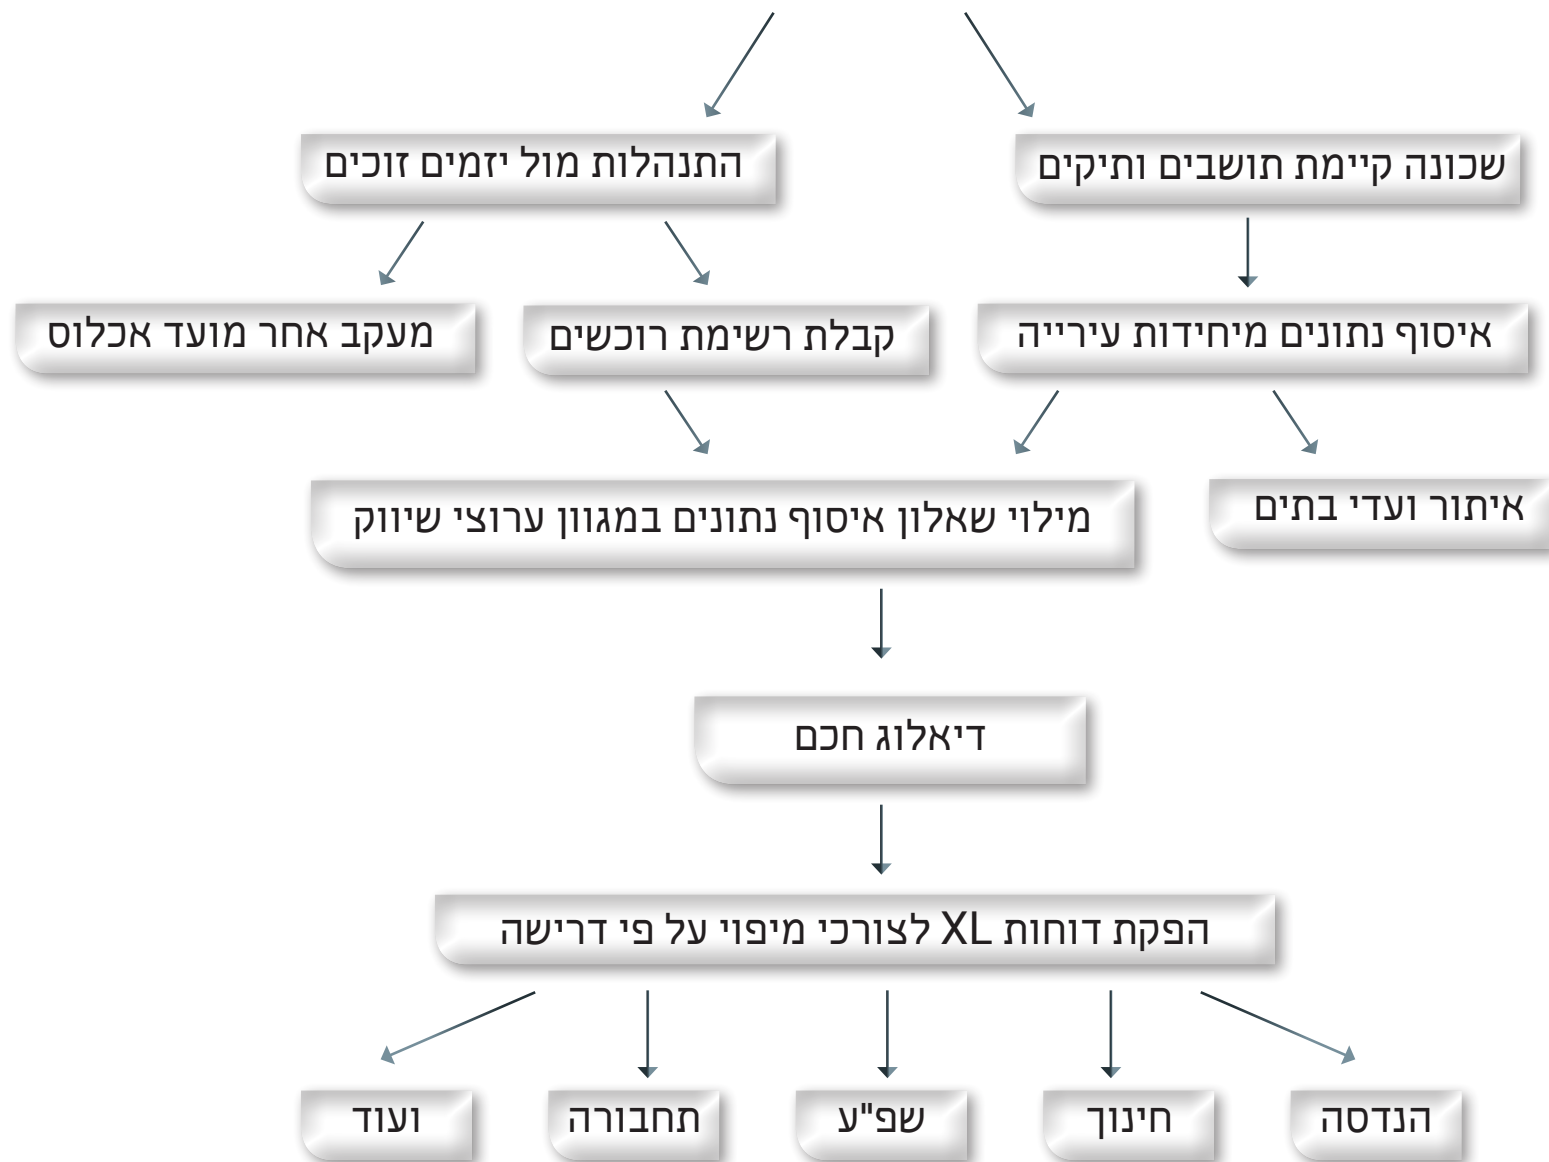 שכונה קיימת תושבים ותיקים
התנהלות מול יזמים זוכים
איסוף נתונים מיחידות עירייה
קבלת רשימת רוכשים
מעקב אחר מועד אכלוס
איתור ועדי בתים
מילוי שאלון איסוף נתונים במגוון ערוצי שיווק
דיאלוג חכם
הפקת דוחות XL לצורכי מיפוי על פי דרישה
הנדסה
חינוך
שפ"ע
תחבורה
ועוד